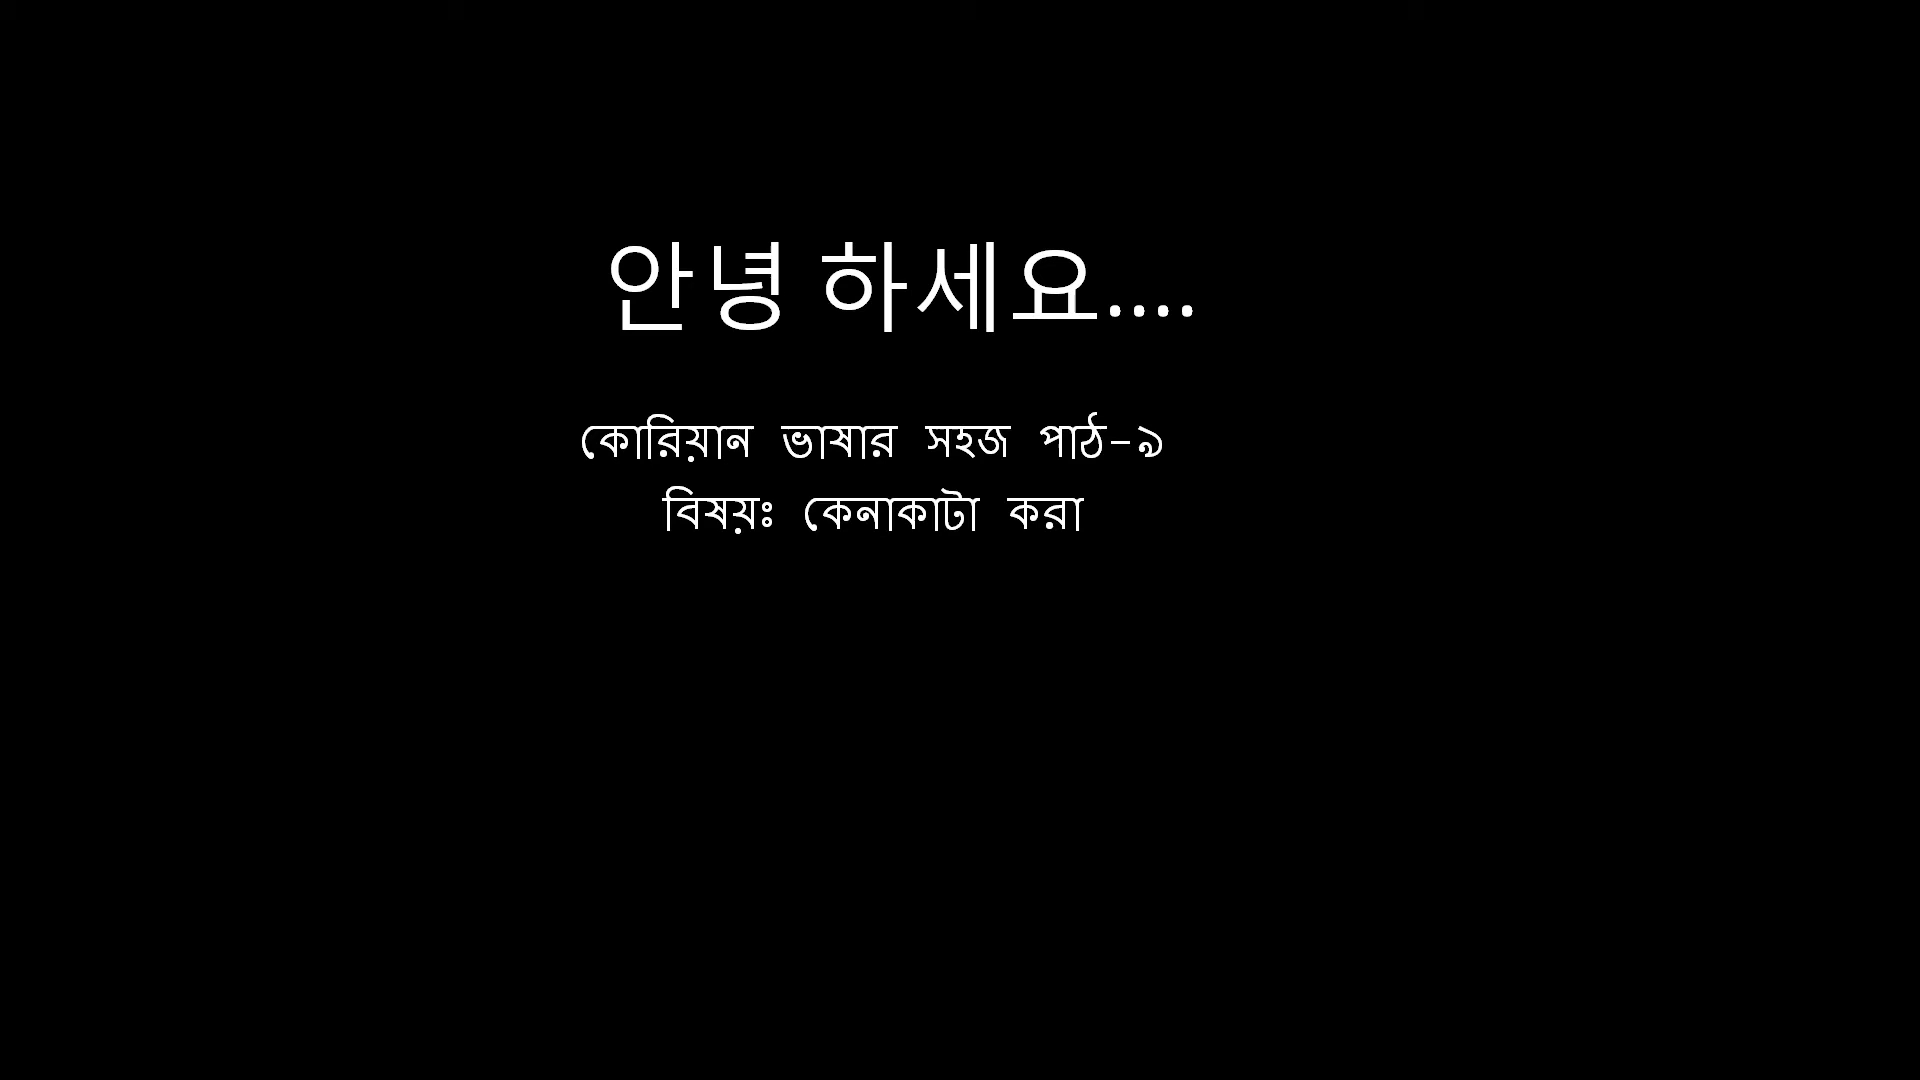 안녕 하세요....
কোরিয়ান ভাষার সহজ পাঠ-৯
বিষয়ঃ কেনাকাটা করা